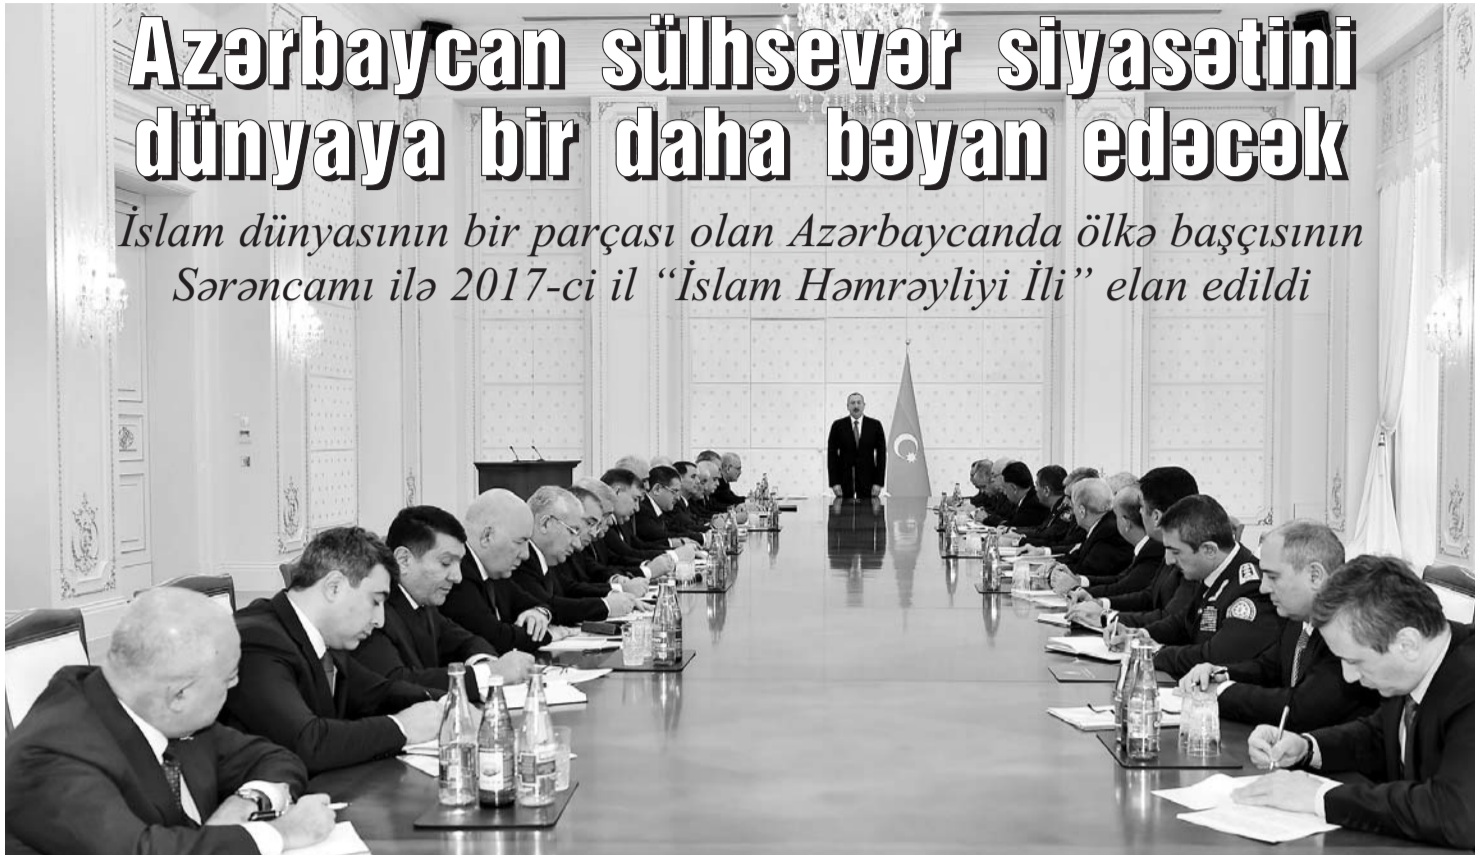 Azərbaycan sülhsevər siyasətini
dünyaya bir daha bəyan edəcək
İslam dünyasının bir parçası olan Azərbaycanda ölkə başçısının
Sərəncamı ilə 2017-ci il “İslam Həmrəyliyi İli” elan edildi